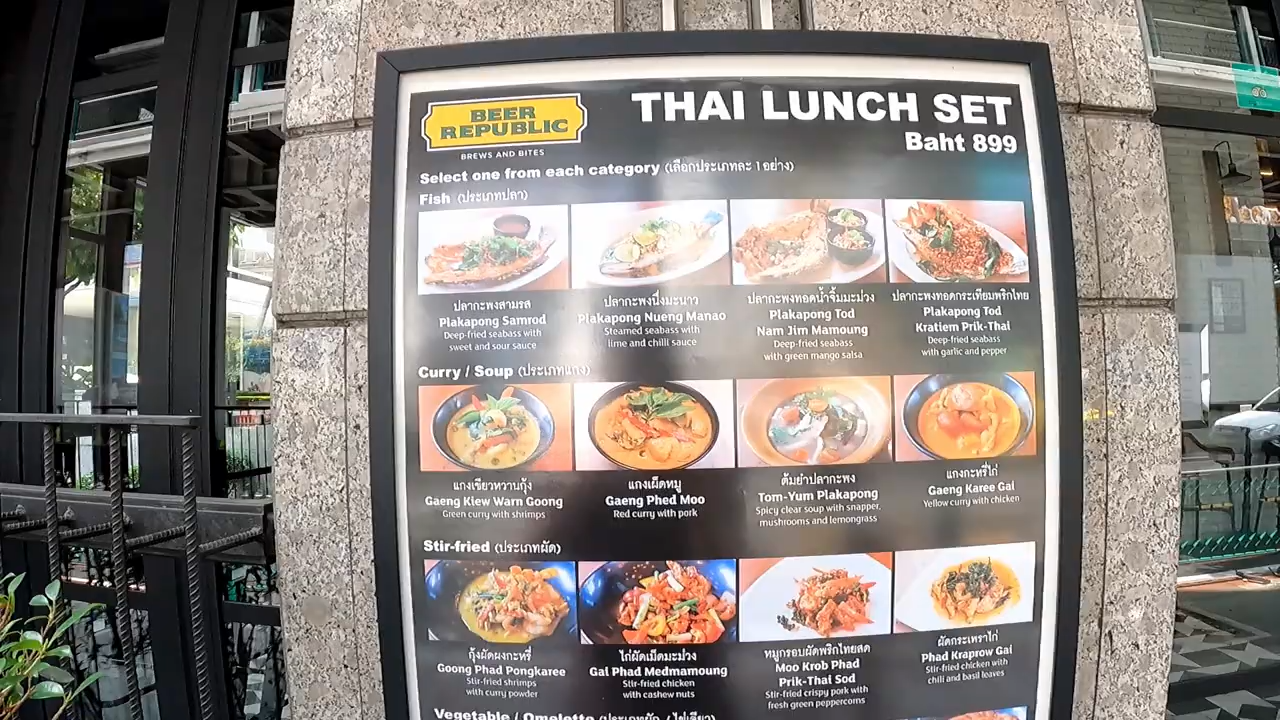 BEER
REPUBLIC
BREWS AND BITES
THAI LUNCH SET
Baht 899
Select one from each category (เลือกประเภทละ 1 อย่าง)
Fish (ประเภทปลา)
ปลากะพงสามรส
Plakapong Samrod
Deep-fried seabass with
sweet and sour sauce
ปลากะพงนึ่งมะนาว
Plakapong Nueng Manao
Steamed seabass with
lime and chilli sauce
ปลากะพงทอดน้ำจิ้มมะม่วง
Plakapong Tod
Nam Jim Mamoung
Deep-fried seabass
with green mango salsa
ปลากะพงทอดกระเทียมพริกไทย
Plakapong Tod
Kratiem Prik-Thai
Deep-fried seabass
with garlic and pepper
Curry / Soup (ประเภทแกง)
แกงเขียวหวานกุ้ง
Gaeng Kiew Warn Goong
Green curry with shrimps
แกงเผ็ดหมู
Gaeng Phed Moo
Red curry with pork
ต้มยำปลากะพง
Tom-Yum Plakapong
Spicy clear soup with snapper,
mushrooms and lemongrass
แกงกะหรี่ไก่
Gaeng Karee Gai
Yellow curry with chicken
Stir-fried (ประเภทผัด)
กุ้งผัดผงกะหรี่
Goong Phad Pongkaree
Stir-fried shrimps
with curry powder
ไก่ผัดเม็ดมะม่วง
Gai Phad Medmamoung
Stir-fried chicken
with cashew nuts
หมูกรอบผัดพริกไทยสด
Moo Krob Phad
Prik-Thai Sod
Stir-fried crispy pork with
fresh green peppercorns
ผัดกระเพราไก่
Phad Kraprow Gai
Stir-fried chicken with
chili and basil leaves
Vegetable / Omelette (ประเภทผัก / ไข่เจียว)